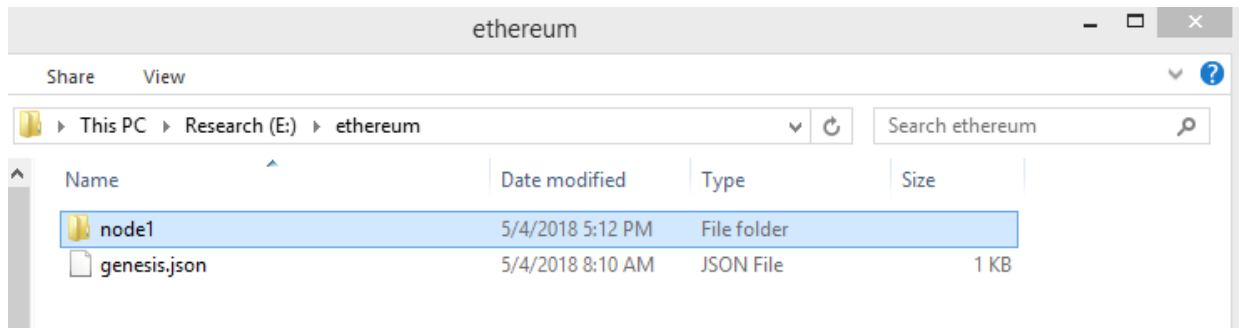 ethereum
Share View
This PC Research (E:) ethereum Search ethereum
Name Date modified Type Size
node1 5/4/2018 5:12 PM File folder
genesis.json 5/4/2018 8:10 AM JSON File 1 KB